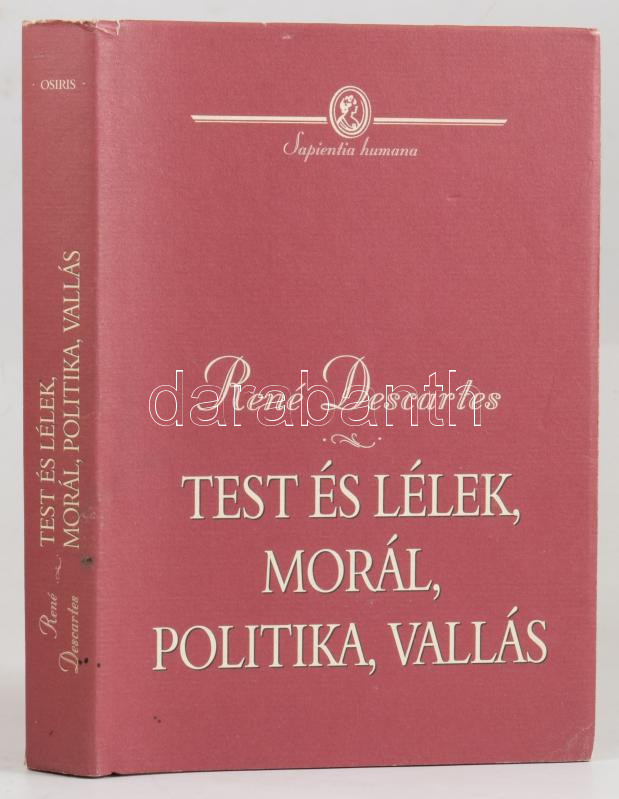 OSIRIS
René Descartes
TEST ÉS LÉLEK,
MORÁL, POLITIKA, VALLÁS
Sapientia humana
René Descartes
TEST ÉS LÉLEK,
MORÁL,
POLITIKA, VALLÁS
darabanth